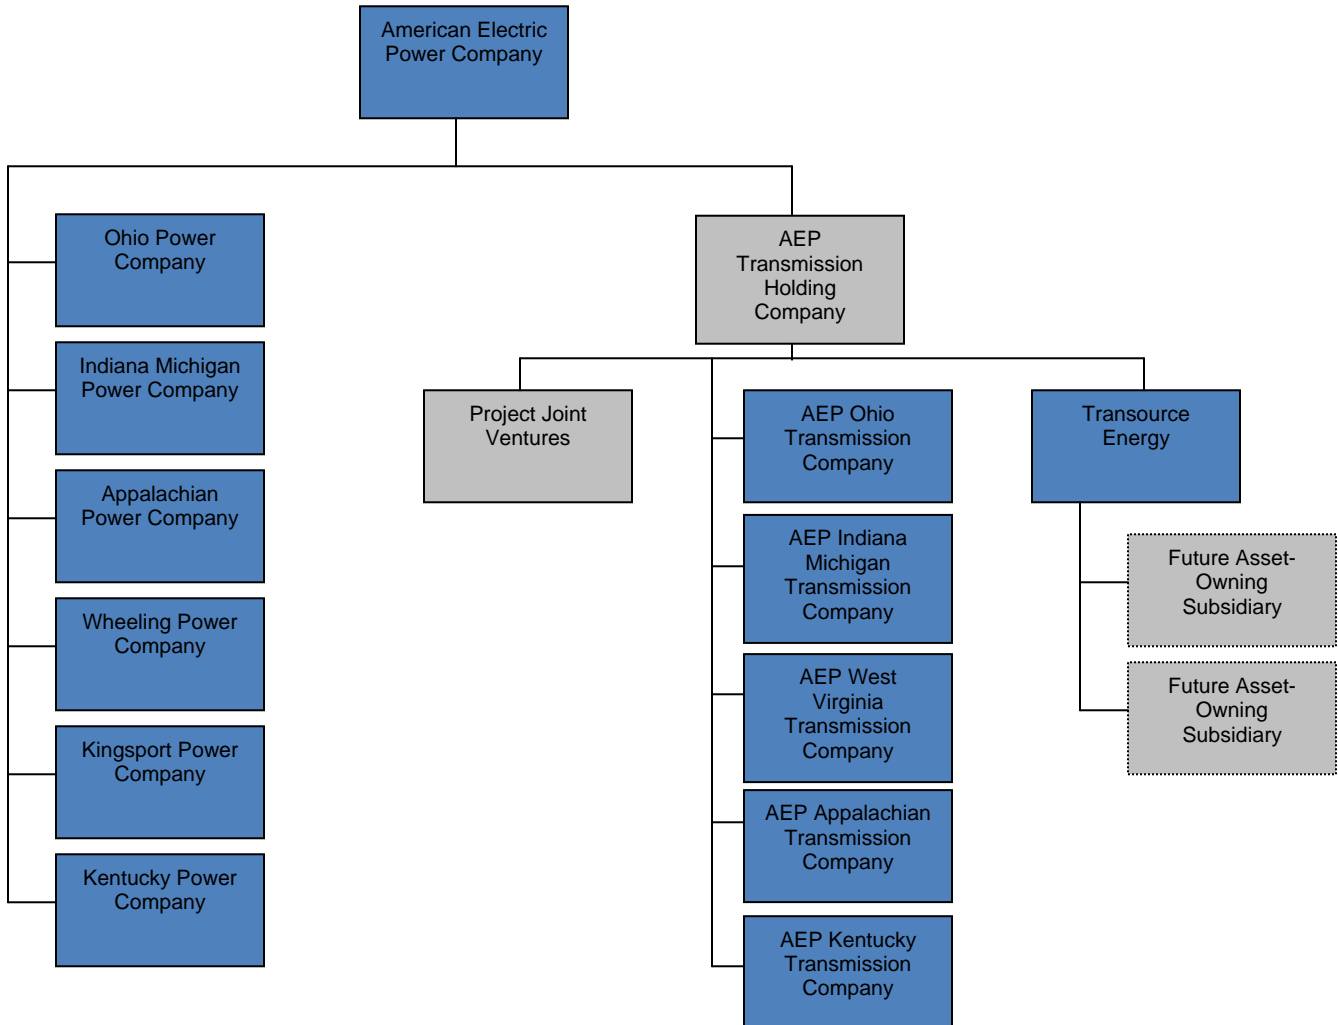 American Electric
Power Company
Ohio Power
Company
Indiana Michigan
Power Company
Appalachian
Power Company
Wheeling Power
Company
Kingsport Power
Company
Kentucky Power
Company
AEP
Transmission
Holding
Company
Project Joint
Ventures
AEP Ohio
Transmission
Company
AEP Indiana
Michigan
Transmission
Company
AEP West
Virginia
Transmission
Company
AEP Appalachian
Transmission
Company
AEP Kentucky
Transmission
Company
Transource
Energy
Future Asset-
Owning
Subsidiary
Future Asset-
Owning
Subsidiary